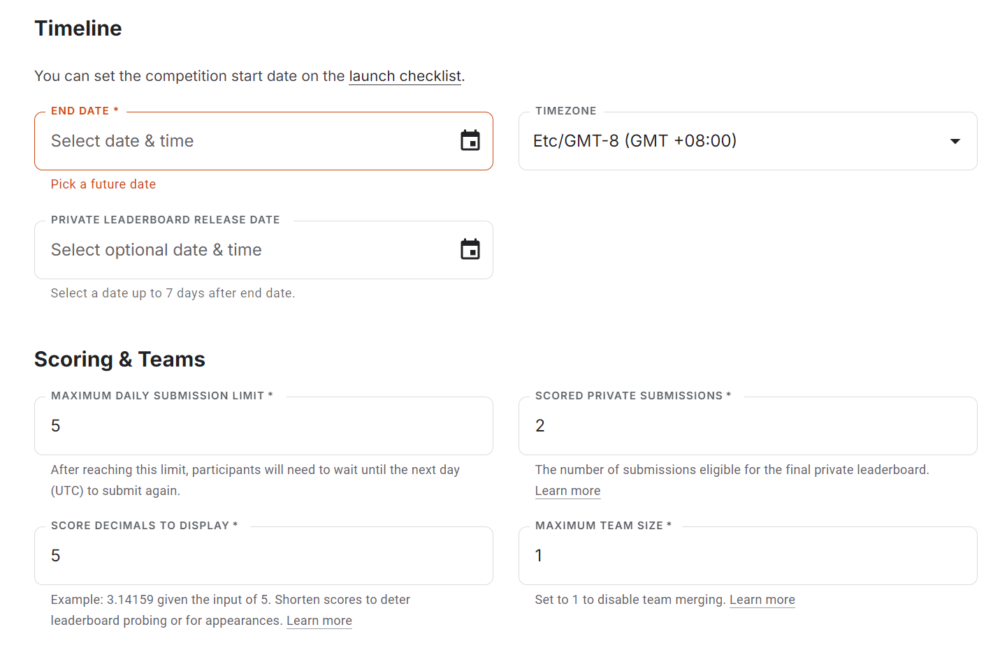 Timeline
You can set the competition start date on the launch checklist.
END DATE *
Select date & time
Pick a future date
TIMEZONE
Etc/GMT-8 (GMT +08:00)
PRIVATE LEADERBOARD RELEASE DATE
Select optional date & time
Select a date up to 7 days after end date.
Scoring & Teams
MAXIMUM DAILY SUBMISSION LIMIT *
5
After reaching this limit, participants will need to wait until the next day
(UTC) to submit again.
SCORED PRIVATE SUBMISSIONS *
2
The number of submissions eligible for the final private leaderboard.
Learn more
SCORE DECIMALS TO DISPLAY *
5
Example: 3.14159 given the input of 5. Shorten scores to deter
leaderboard probing or for appearances. Learn more
MAXIMUM TEAM SIZE *
1
Set to 1 to disable team merging. Learn more